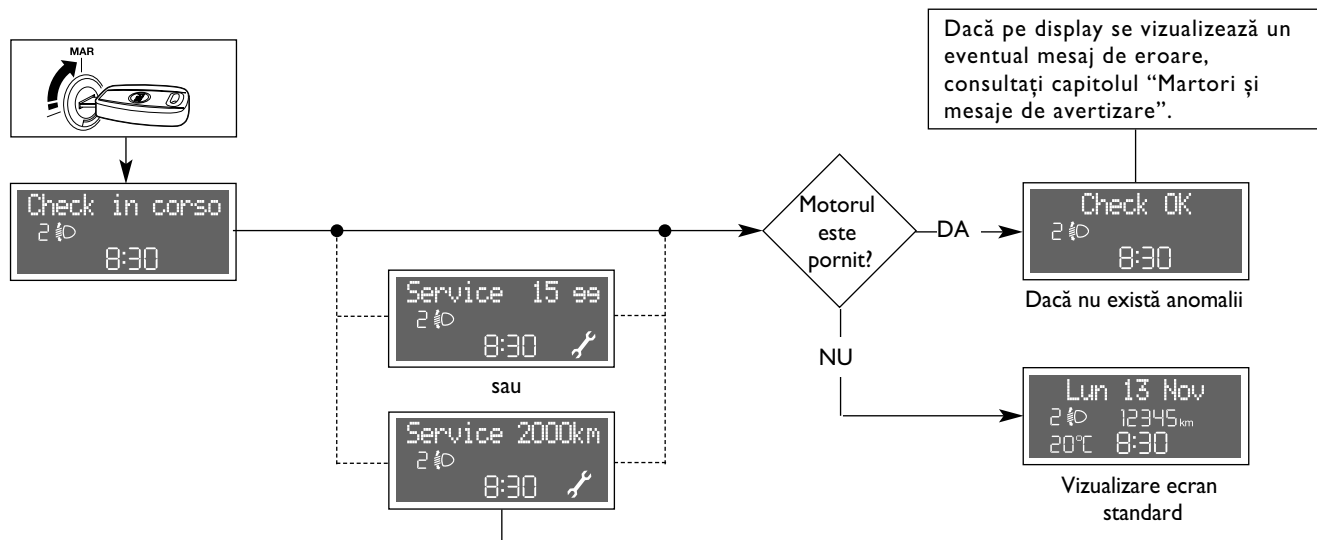 MAR
Dacă pe display se vizualizează un
eventual mesaj de eroare,
consultați capitolul “Martori și
mesaje de avertizare”.
Check in corso
2
8:30
Service 15 gg
2
8:30
sau
Service 2000km
2
8:30
Motorul
este
pornit?
DA
Check OK
2
8:30
Dacă nu există anomalii
NU
Lun 13 Nov
2 12345 km
20°C 8:30
Vizualizare ecran
standard